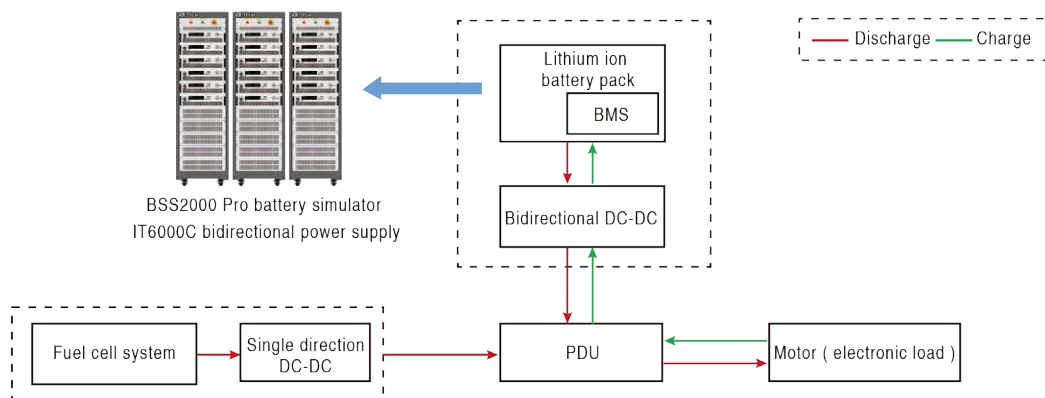 Discharge
Charge
Lithium ion
battery pack
BMS
BSS2000 Pro battery simulator
IT6000C bidirectional power supply
Bidirectional DC-DC
Fuel cell system
Single direction
DC-DC
PDU
Motor ( electronic load )